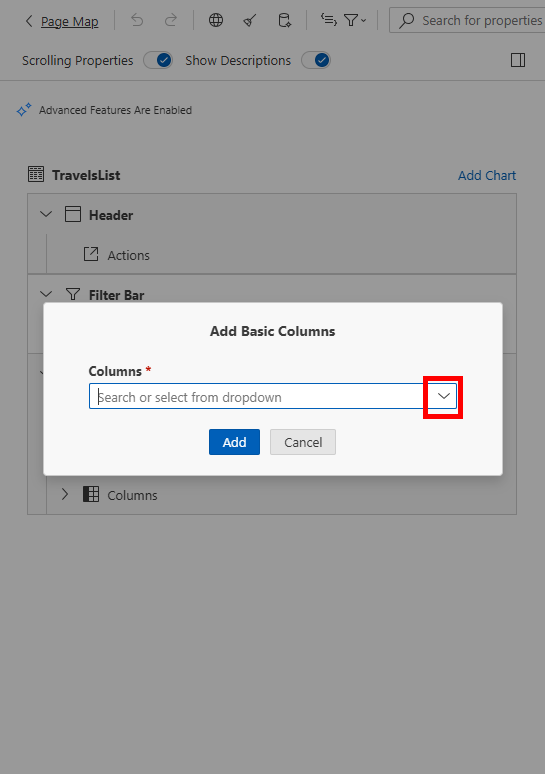 Page Map
Search for properties
Scrolling Properties
Show Descriptions
Advanced Features Are Enabled
TravelsList
Add Chart
Header
Actions
Filter Bar
Add Basic Columns
Columns *
Search or select from dropdown
Add
Cancel
Columns